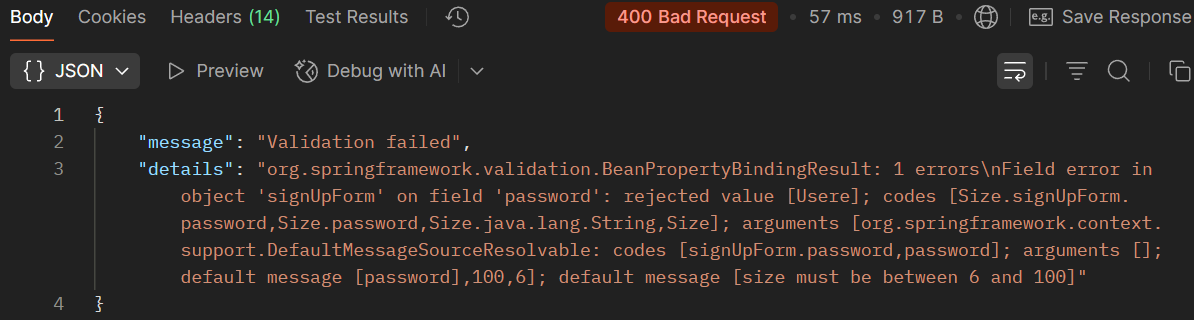 Body Cookies Headers (14) Test Results 400 Bad Request • 57 ms • 917 B • e.g. Save Response
{} JSON Preview Debug with AI
1 {
2 "message": "Validation failed",
3 "details": "org.springframework.validation.BeanPropertyBindingResult: 1 errors\nField error in
object 'signUpForm' on field 'password': rejected value [Usere]; codes [Size.signUpForm.
password,Size.password,Size.java.lang.String,Size]; arguments [org.springframework.context.
support.DefaultMessageSourceResolvable: codes [signUpForm.password,password]; arguments [];
default message [password],100,6]; default message [size must be between 6 and 100]"
4 }